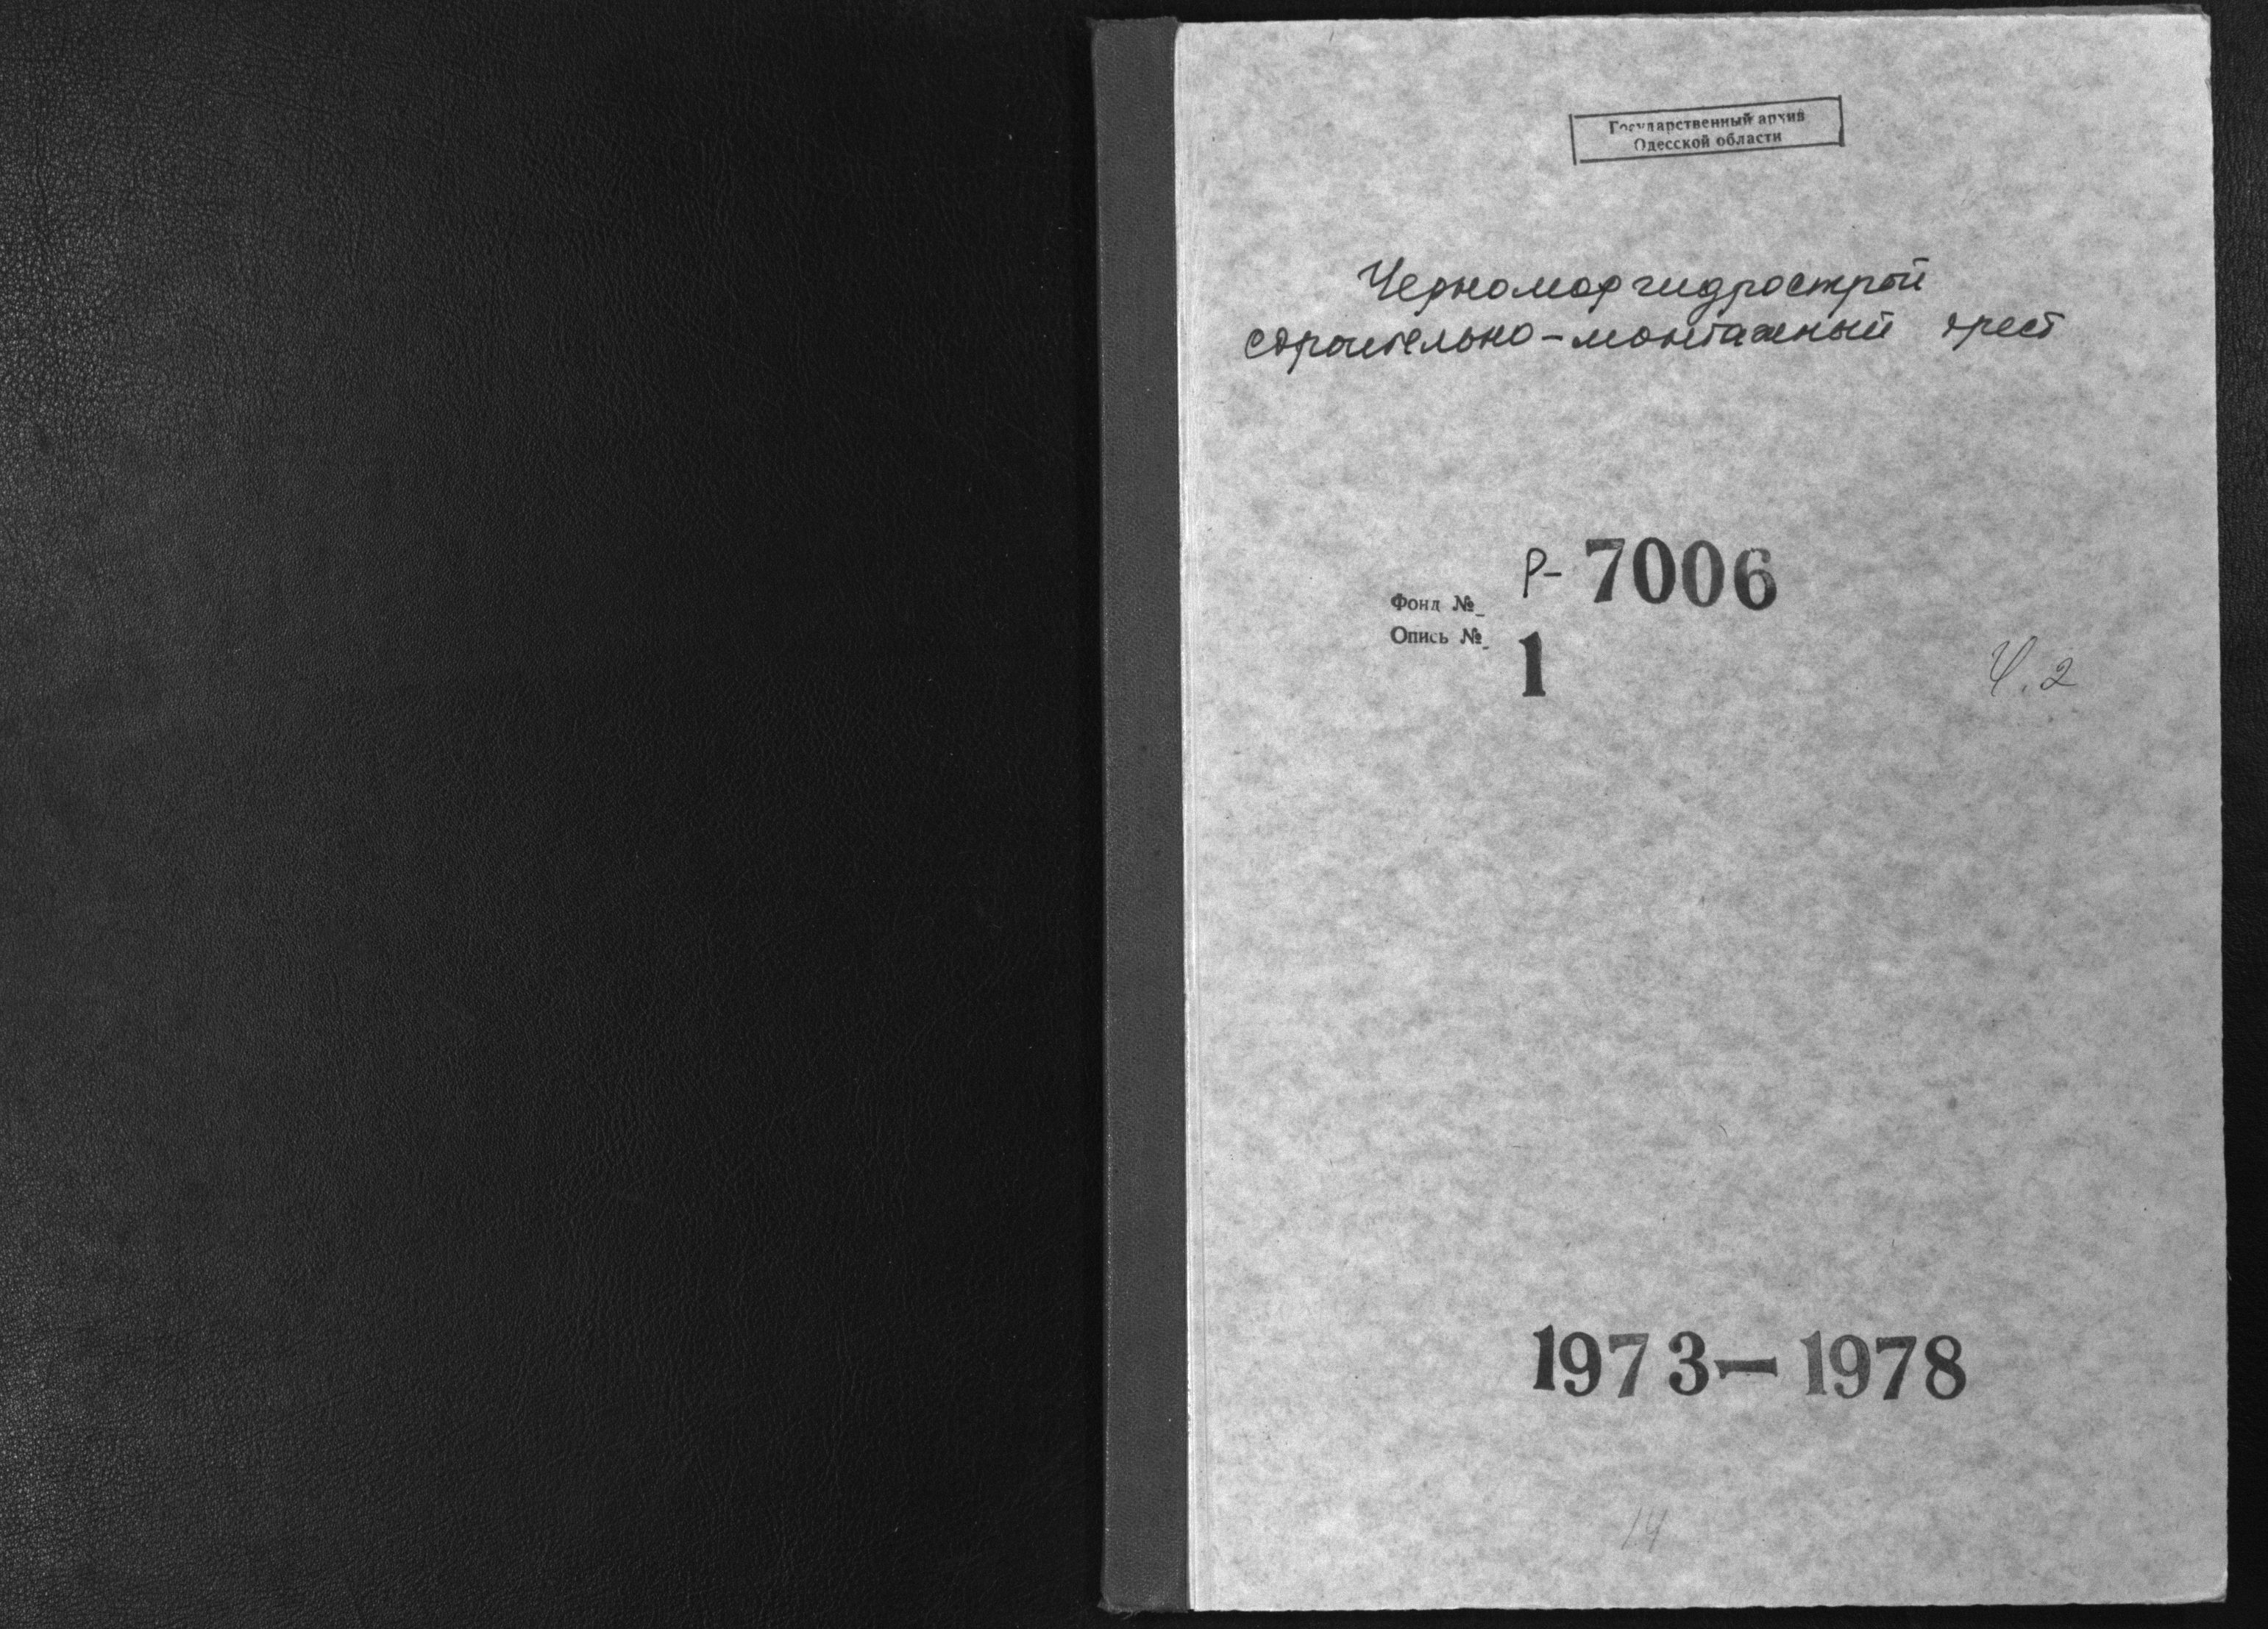 Государственный архив
Одесской области
Черноморгидрострой
строительно-монтажный трест
Фонд № Р-7006
Опись № 1
Ч.2
1973-1978
14